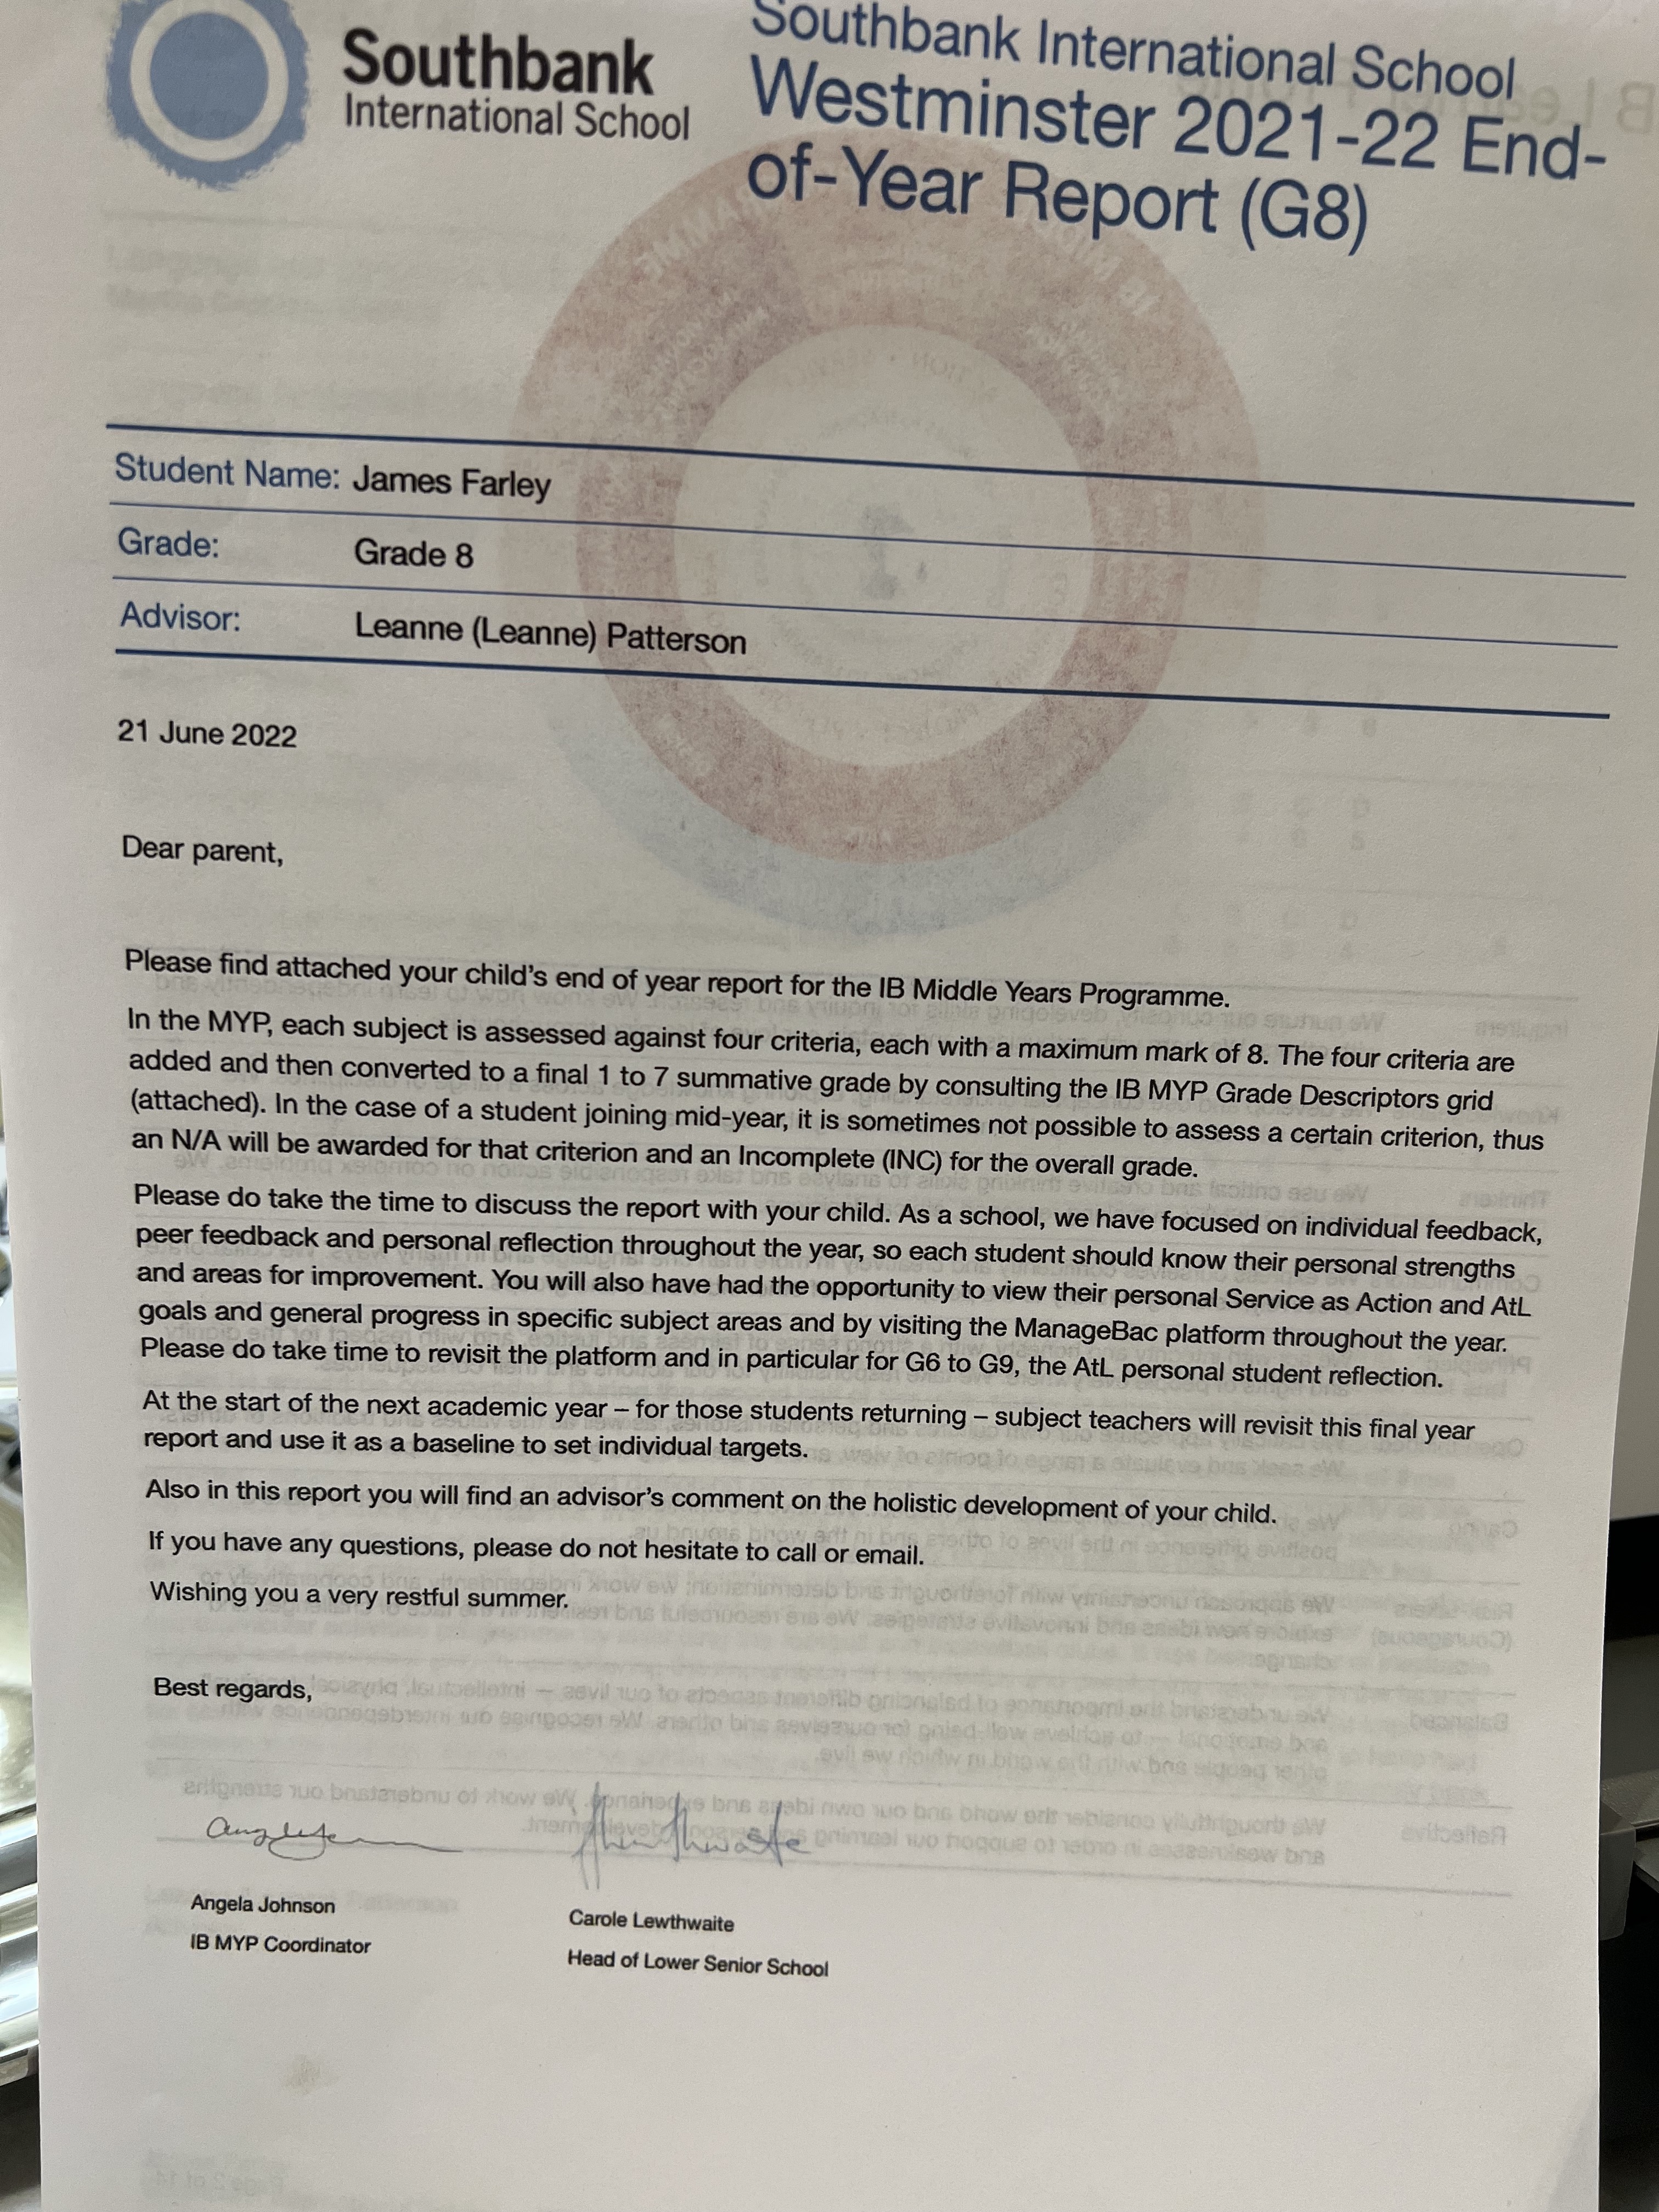 Southbank
International School
Southbank International School
Westminster 2021-22 End-
of-Year Report (G8)
Student Name: James Farley
Grade: Grade 8
Advisor: Leanne (Leanne) Patterson
21 June 2022
Dear parent,
Please find attached your child's end of year report for the IB Middle Years Programme.
In the MYP, each subject is assessed against four criteria, each with a maximum mark of 8. The four criteria are
added and then converted to a final 1 to 7 summative grade by consulting the IB MYP Grade Descriptors grid
(attached). In the case of a student joining mid-year, it is sometimes not possible to assess a certain criterion, thus
an N/A will be awarded for that criterion and an Incomplete (INC) for the overall grade.
Please do take the time to discuss the report with your child. As a school, we have focused on individual feedback,
peer feedback and personal reflection throughout the year, so each student should know their personal strengths
and areas for improvement. You will also have had the opportunity to view their personal Service as Action and AtL
goals and general progress in specific subject areas and by visiting the ManageBac platform throughout the year.
Please do take time to revisit the platform and in particular for G6 to G9, the AtL personal student reflection.
At the start of the next academic year – for those students returning – subject teachers will revisit this final year
report and use it as a baseline to set individual targets.
Also in this report you will find an advisor's comment on the holistic development of your child.
If you have any questions, please do not hesitate to call or email.
Wishing you a very restful summer.
Best regards,
Angela Johnson
IB MYP Coordinator
Carole Lewthwaite
Head of Lower Senior School